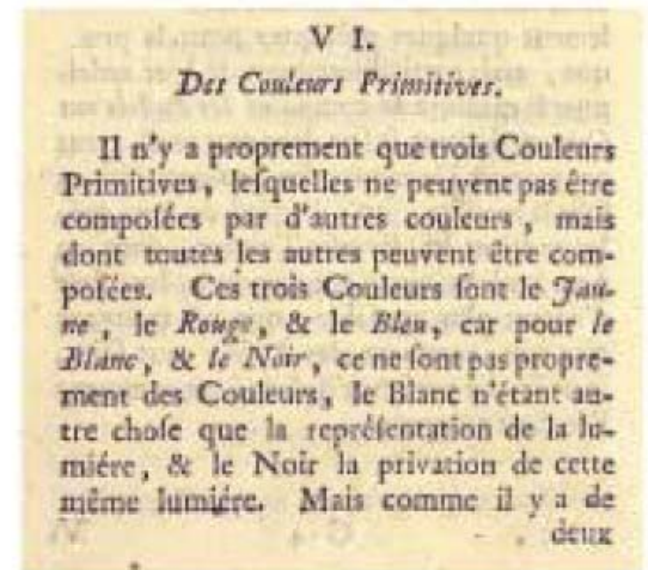 V I.
Des Couleurs Primitives.
Il n'y a proprement que trois Couleurs
Primitives, leſquelles ne peuvent pas être
compoſées par d'autres couleurs, mais
dont toutes les autres peuvent être com-
poſées. Ces trois Couleurs ſont le Jau-
ne, le Rouge, & le Bleu, car pour le
Blanc, & le Noir, ce ne ſont pas propre-
ment des Couleurs, le Blanc n'étant au-
tre choſe que la repréſentation de la lu-
miére, & le Noir la privation de cette
même lumiére. Mais comme il y a de
deux